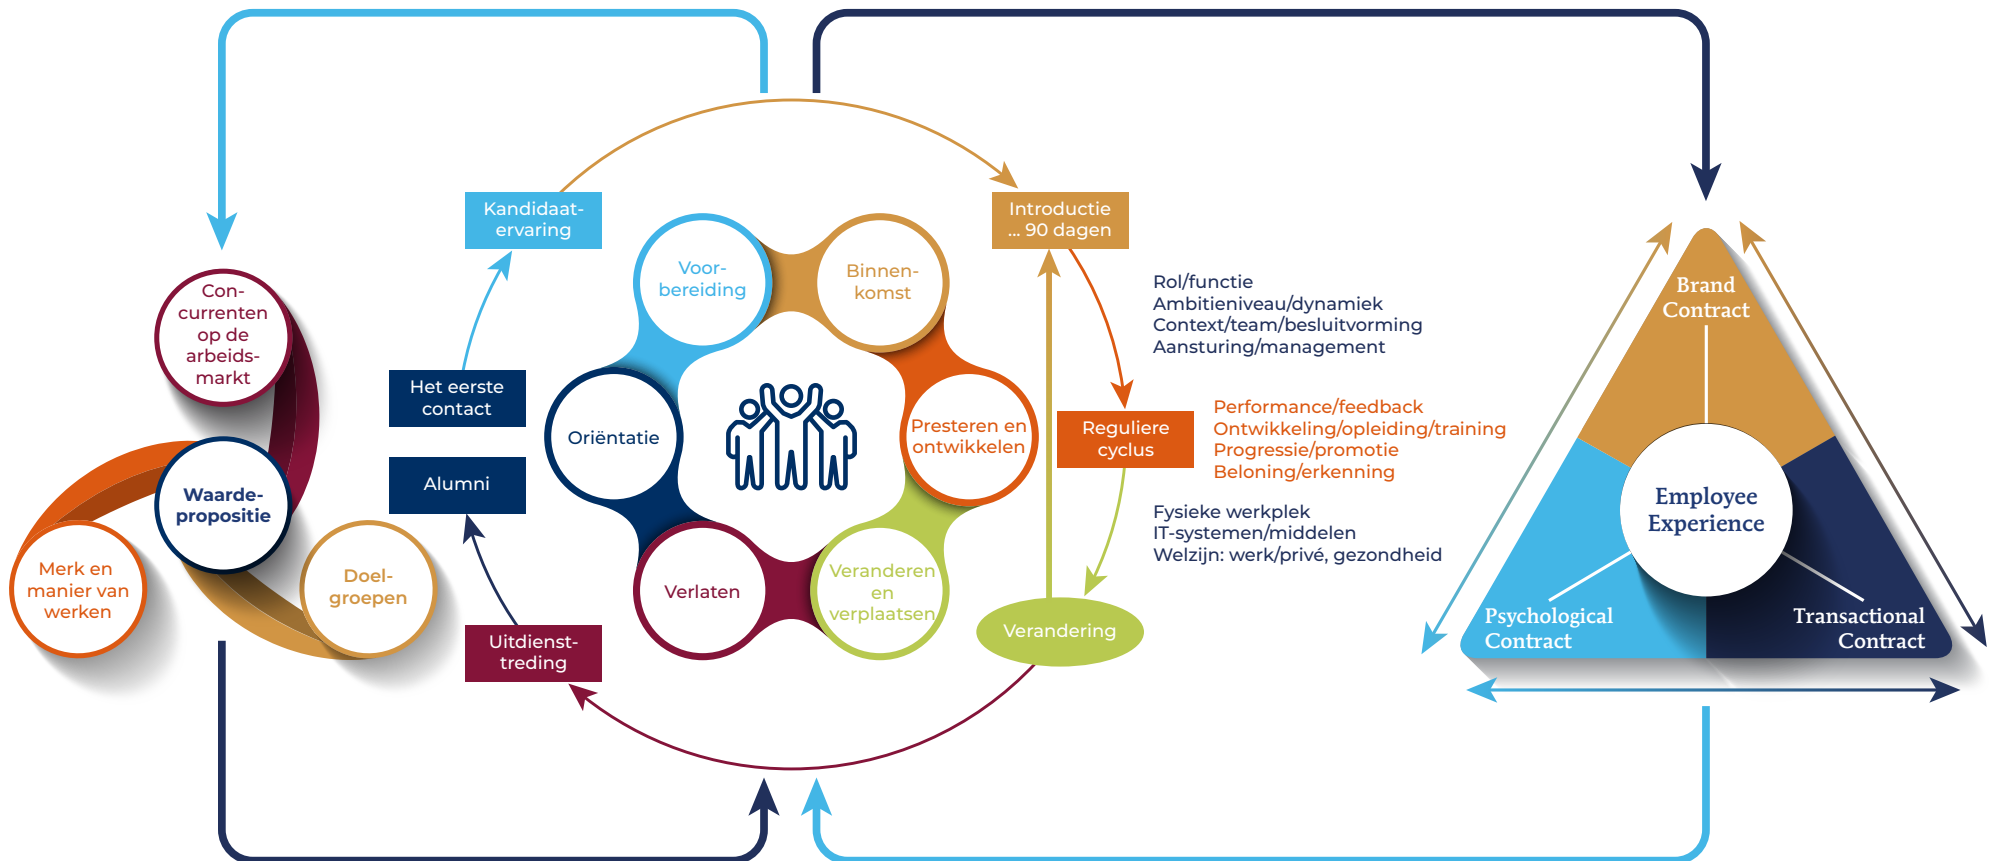 Con-
currenten
op de
arbeids-
markt
Waarde-
propositie
Merk en
manier van
werken
Doel-
groepen
Kandidaat-
ervaring
Het eerste
contact
Alumni
Uitdienst-
treding
Voor-
bereiding
Binnen-
komst
Oriëntatie
Presteren en
ontwikkelen
Verlaten
Veranderen
en
verplaatsen
Introductie
... 90 dagen
Reguliere
cyclus
Verandering
Rol/functie
Ambitieniveau/dynamiek
Context/team/besluitvorming
Aansturing/management
Performance/feedback
Ontwikkeling/opleiding/training
Progressie/promotie
Beloning/erkenning
Fysieke werkplek
IT-systemen/middelen
Welzijn: werk/privé, gezondheid
Brand
Contract
Employee
Experience
Psychological
Contract
Transactional
Contract